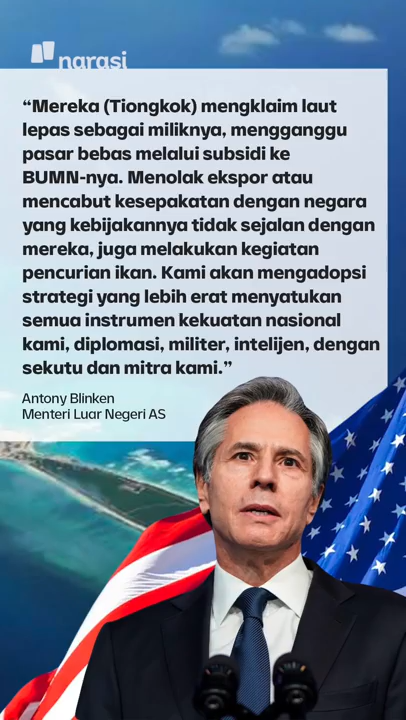 narasi
“Mereka (Tiongkok) mengklaim laut
lepas sebagai miliknya, mengganggu
pasar bebas melalui subsidi ke
BUMN-nya. Menolak ekspor atau
mencabut kesepakatan dengan negara
yang kebijakannya tidak sejalan dengan
mereka, juga melakukan kegiatan
pencurian ikan. Kami akan mengadopsi
strategi yang lebih erat menyatukan
semua instrumen kekuatan nasional
kami, diplomasi, militer, intelijen, dengan
sekutu dan mitra kami.”
Antony Blinken
Menteri Luar Negeri AS